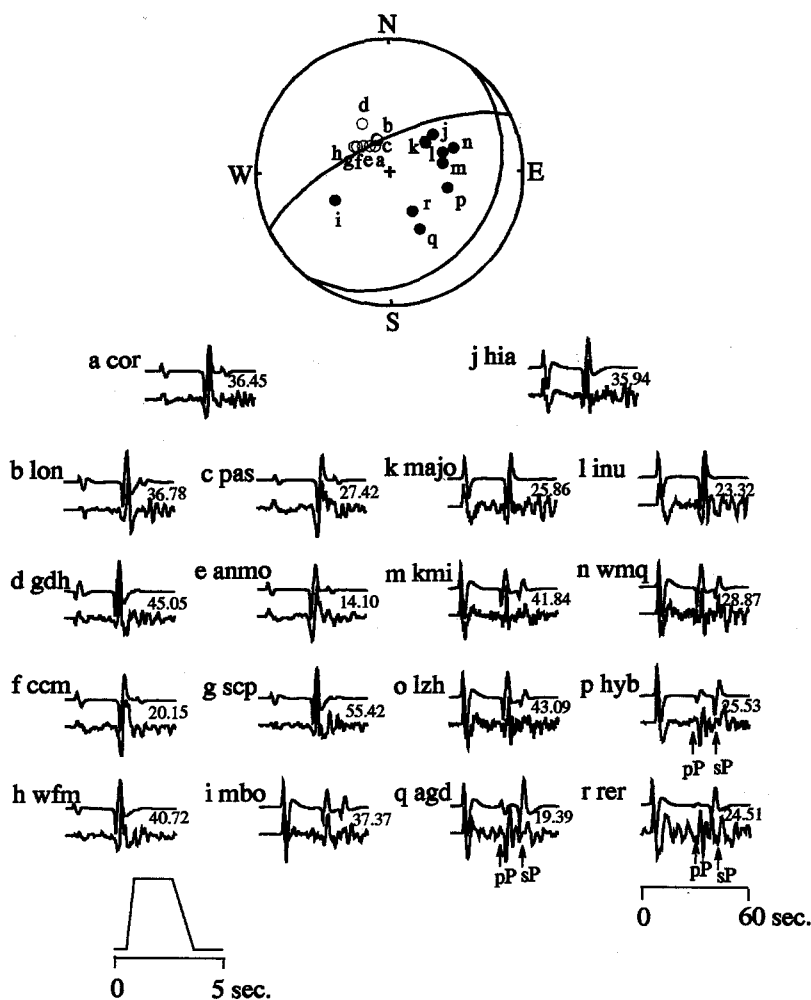 N
d
b
j
k
n
h
l
c
g f e a
m
W
E
p
i
r
q
S
a cor
36.45
j hia
35.94
b lon
36.78
c pas
27.42
k majo
25.86
l inu
23.32
d gdh
45.05
e anmo
14.10
m kmi
41.84
n wmq
128.87
f ccm
20.15
g scp
55.42
o lzh
43.09
p hyb
25.53
pP sP
h wfm
40.72
i mbo
37.37
q agd
19.39
pP sP
r rer
24.51
pP sP
0 5 sec.
0 60 sec.